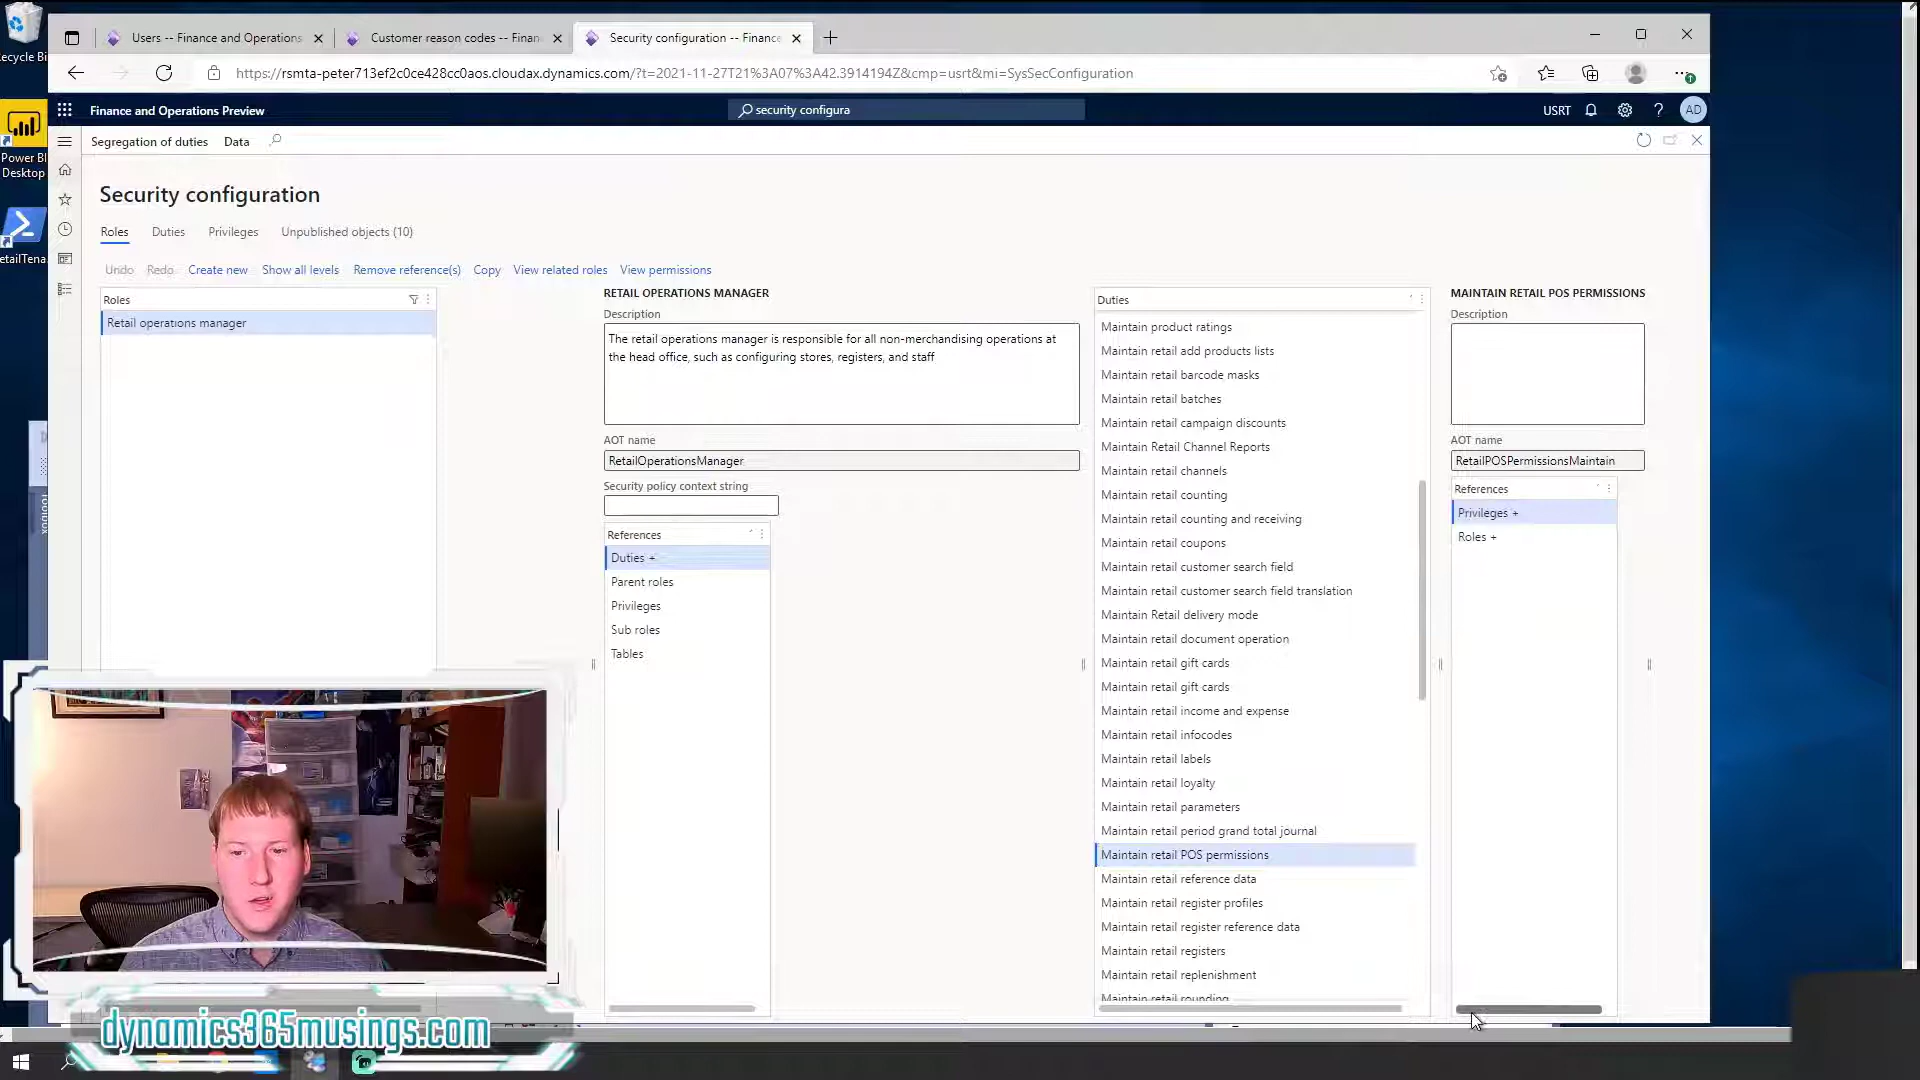 Users -- Finance and Operations
Customer reason codes -- Finan
Security configuration -- Finance
ecycle Bi
https://rsmta-peter713ef2c0ce428cc0aos.cloudax.dynamics.com/?t=2021-11-27T21%3A07%3A42.3914194Z&cmp=usrt&mi=SysSecConfiguration
Finance and Operations Preview
security configura
USRT
?
AD
Power BI
Desktop
Segregation of duties
Data
Security configuration
Roles
Duties
Privileges
Unpublished objects (10)
etailTena
Undo
Redo
Create new
Show all levels
Remove reference(s)
Copy
View related roles
View permissions
Roles
Retail operations manager
RETAIL OPERATIONS MANAGER
Description
The retail operations manager is responsible for all non-merchandising operations at
the head office, such as configuring stores, registers, and staff
AOT name
RetailOperationsManager
Security policy context string
References
Duties +
Parent roles
Privileges
Sub roles
Tables
Duties
Maintain product ratings
Maintain retail add products lists
Maintain retail barcode masks
Maintain retail batches
Maintain retail campaign discounts
Maintain Retail Channel Reports
Maintain retail channels
Maintain retail counting
Maintain retail counting and receiving
Maintain retail coupons
Maintain retail customer search field
Maintain retail customer search field translation
Maintain Retail delivery mode
Maintain retail document operation
Maintain retail gift cards
Maintain retail gift cards
Maintain retail income and expense
Maintain retail infocodes
Maintain retail labels
Maintain retail loyalty
Maintain retail parameters
Maintain retail period grand total journal
Maintain retail POS permissions
Maintain retail reference data
Maintain retail register profiles
Maintain retail register reference data
Maintain retail registers
Maintain retail replenishment
Maintain retail rounding
MAINTAIN RETAIL POS PERMISSIONS
Description
AOT name
RetailPOSPermissionsMaintain
References
Privileges +
Roles +
Toolbox
dynamics365musings.com